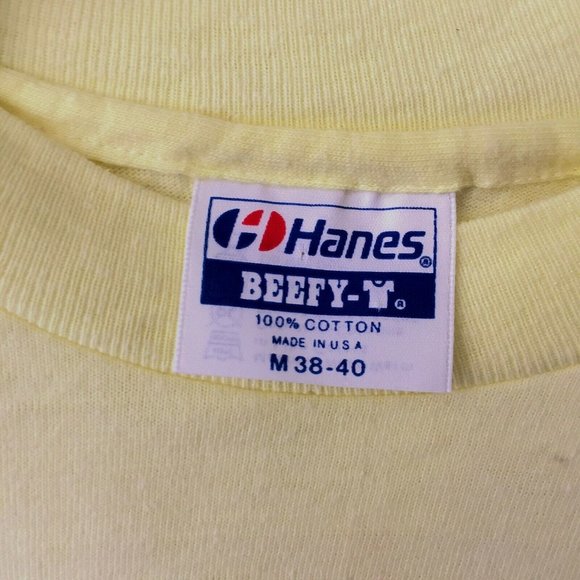 Hanes®
BEEFY-T®
100% COTTON
MADE IN U S A
M 38-40